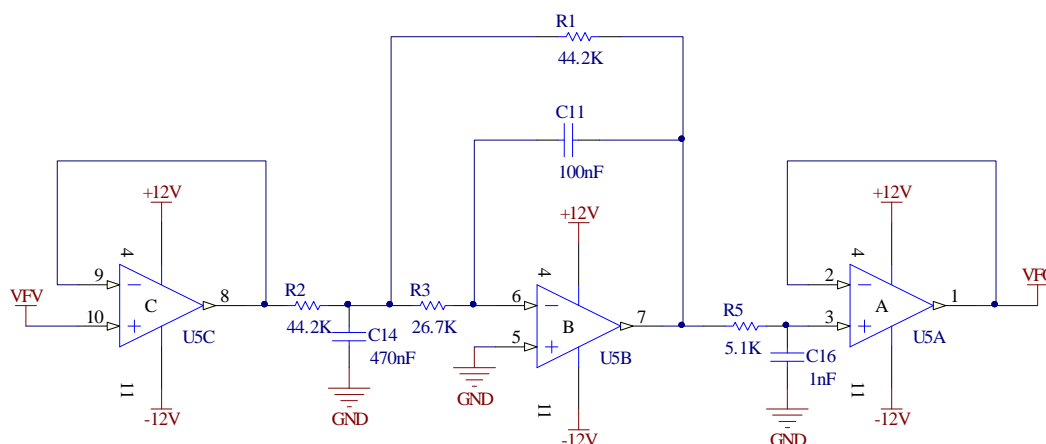 R1
44.2K
C11
100nF
+12V
4
9
C
8
VFV
10
U5C
11
-12V
R2
44.2K
C14
470nF
GND
R3
26.7K
+12V
4
6
B
7
5
U5B
11
-12V
GND
R5
5.1K
C16
1nF
GND
+12V
4
2
A
1
3
U5A
11
-12V